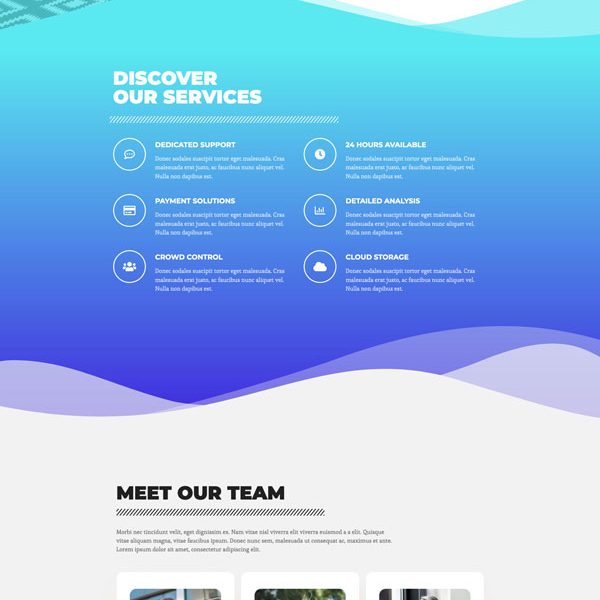 DISCOVER
OUR SERVICES
DEDICATED SUPPORT
Donec sodales suscipit tortor eget malesuada. Cras
malesuada erat justo, ac faucibus nunc aliquet vel.
Nulla non dapibus est.
24 HOURS AVAILABLE
Donec sodales suscipit tortor eget malesuada. Cras
malesuada erat justo, ac faucibus nunc aliquet vel.
Nulla non dapibus est.
PAYMENT SOLUTIONS
Donec sodales suscipit tortor eget malesuada. Cras
malesuada erat justo, ac faucibus nunc aliquet vel.
Nulla non dapibus est.
DETAILED ANALYSIS
Donec sodales suscipit tortor eget malesuada. Cras
malesuada erat justo, ac faucibus nunc aliquet vel.
Nulla non dapibus est.
CROWD CONTROL
Donec sodales suscipit tortor eget malesuada. Cras
malesuada erat justo, ac faucibus nunc aliquet vel.
Nulla non dapibus est.
CLOUD STORAGE
Donec sodales suscipit tortor eget malesuada. Cras
malesuada erat justo, ac faucibus nunc aliquet vel.
Nulla non dapibus est.
MEET OUR TEAM
Morbi nec tincidunt velit, eget dignissim ex. Nam vitae nisl viverra elit viverra euismod a a elit. Quisque
vitae aliquam magna, vitae faucibus ipsum. Donec nunc sem, malesuada ut consequat ac, maximus et ex.
Lorem ipsum dolor sit amet, consectetur adipiscing elit.